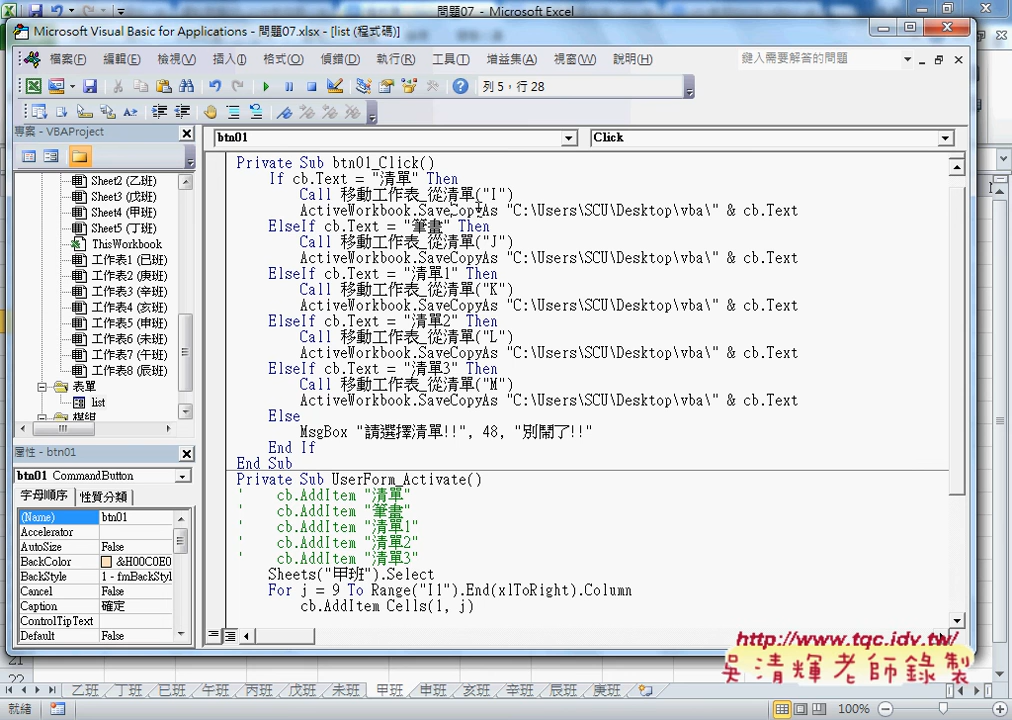 問題07 - Microsoft Excel
Microsoft Visual Basic for Applications - 問題07.xlsx - [list (程式碼)]
檔案(F) 編輯(E) 檢視(V) 插入(I) 格式(O) 偵錯(D) 執行(R) 工具(T) 增益集(A) 視窗(W) 說明(H) 鍵入需要解答的問題
列 5，行 28
專案 - VBAProject
btn01 Click
Sheet2 (乙班)
Sheet3 (戊班)
Sheet4 (甲班)
Sheet5 (丁班)
ThisWorkbook
工作表1 (已班)
工作表2 (庚班)
工作表3 (辛班)
工作表4 (亥班)
工作表5 (申班)
工作表6 (未班)
工作表7 (午班)
工作表8 (辰班)
表單
list
模組
屬性 - btn01
btn01 CommandButton
字母順序 性質分類
(Name) btn01
Accelerator
AutoSize False
BackColor &H00C0E0
BackStyle 1 - fmBackStyl
Cancel False
Caption 確定
ControlTipText
Default False
Private Sub btn01_Click()
If cb.Text = "清單" Then
Call 移動工作表_從清單("I")
ActiveWorkbook.SaveCopyAs "C:\Users\SCU\Desktop\vba\" & cb.Text
ElseIf cb.Text = "筆畫" Then
Call 移動工作表_從清單("J")
ActiveWorkbook.SaveCopyAs "C:\Users\SCU\Desktop\vba\" & cb.Text
ElseIf cb.Text = "清單1" Then
Call 移動工作表_從清單("K")
ActiveWorkbook.SaveCopyAs "C:\Users\SCU\Desktop\vba\" & cb.Text
ElseIf cb.Text = "清單2" Then
Call 移動工作表_從清單("L")
ActiveWorkbook.SaveCopyAs "C:\Users\SCU\Desktop\vba\" & cb.Text
ElseIf cb.Text = "清單3" Then
Call 移動工作表_從清單("M")
ActiveWorkbook.SaveCopyAs "C:\Users\SCU\Desktop\vba\" & cb.Text
Else
MsgBox "請選擇清單!!", 48, "別鬧了!!"
End If
End Sub
Private Sub UserForm_Activate()
' cb.AddItem "清單"
' cb.AddItem "筆畫"
' cb.AddItem "清單1"
' cb.AddItem "清單2"
' cb.AddItem "清單3"
Sheets("甲班").Select
For j = 9 To Range("I1").End(xlToRight).Column
cb.AddItem Cells(1, j)
http://www.tqc.idv.tw/
吳清輝老師錄製
21
22
乙班 丁班 已班 午班 丙班 戊班 未班 甲班 申班 亥班 辛班 辰班 庚班
就緒 100%